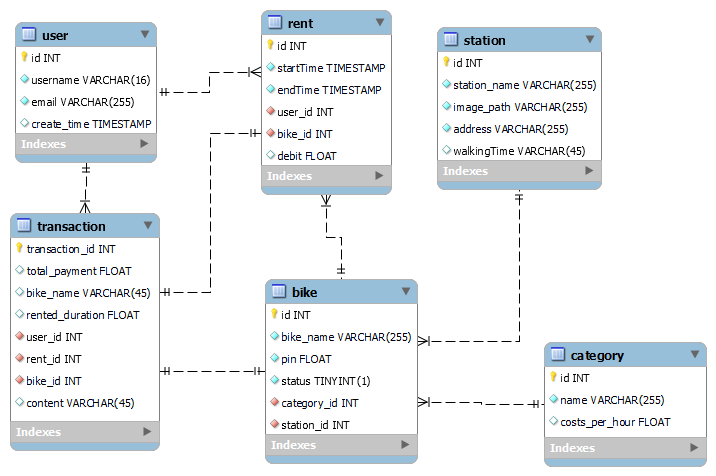 user
id INT
username VARCHAR(16)
email VARCHAR(255)
create_time TIMESTAMP
Indexes
rent
id INT
startTime TIMESTAMP
endTime TIMESTAMP
user_id INT
bike_id INT
debit FLOAT
Indexes
station
id INT
station_name VARCHAR(255)
image_path VARCHAR(255)
address VARCHAR(255)
walkingTime VARCHAR(45)
Indexes
transaction
transaction_id INT
total_payment FLOAT
bike_name VARCHAR(45)
rented_duration FLOAT
user_id INT
rent_id INT
bike_id INT
content VARCHAR(45)
Indexes
bike
id INT
bike_name VARCHAR(255)
pin FLOAT
status TINYINT(1)
category_id INT
station_id INT
Indexes
category
id INT
name VARCHAR(255)
costs_per_hour FLOAT
Indexes